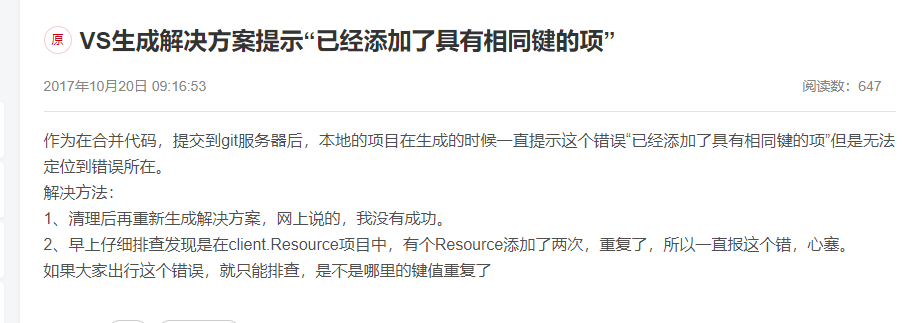 原 VS生成解决方案提示“已经添加了具有相同键的项”
2017年10月20日 09:16:53 阅读数：647
作为在合并代码，提交到git服务器后，本地的项目在生成的时候一直提示这个错误“已经添加了具有相同键的项”但是无法
定位到错误所在。
解决方法：
1、清理后再重新生成解决方案，网上说的，我没有成功。
2、早上仔细排查发现是在client.Resource项目中，有个Resource添加了两次，重复了，所以一直报这个错，心塞。
如果大家出行这个错误，就只能排查，是不是哪里的键值重复了